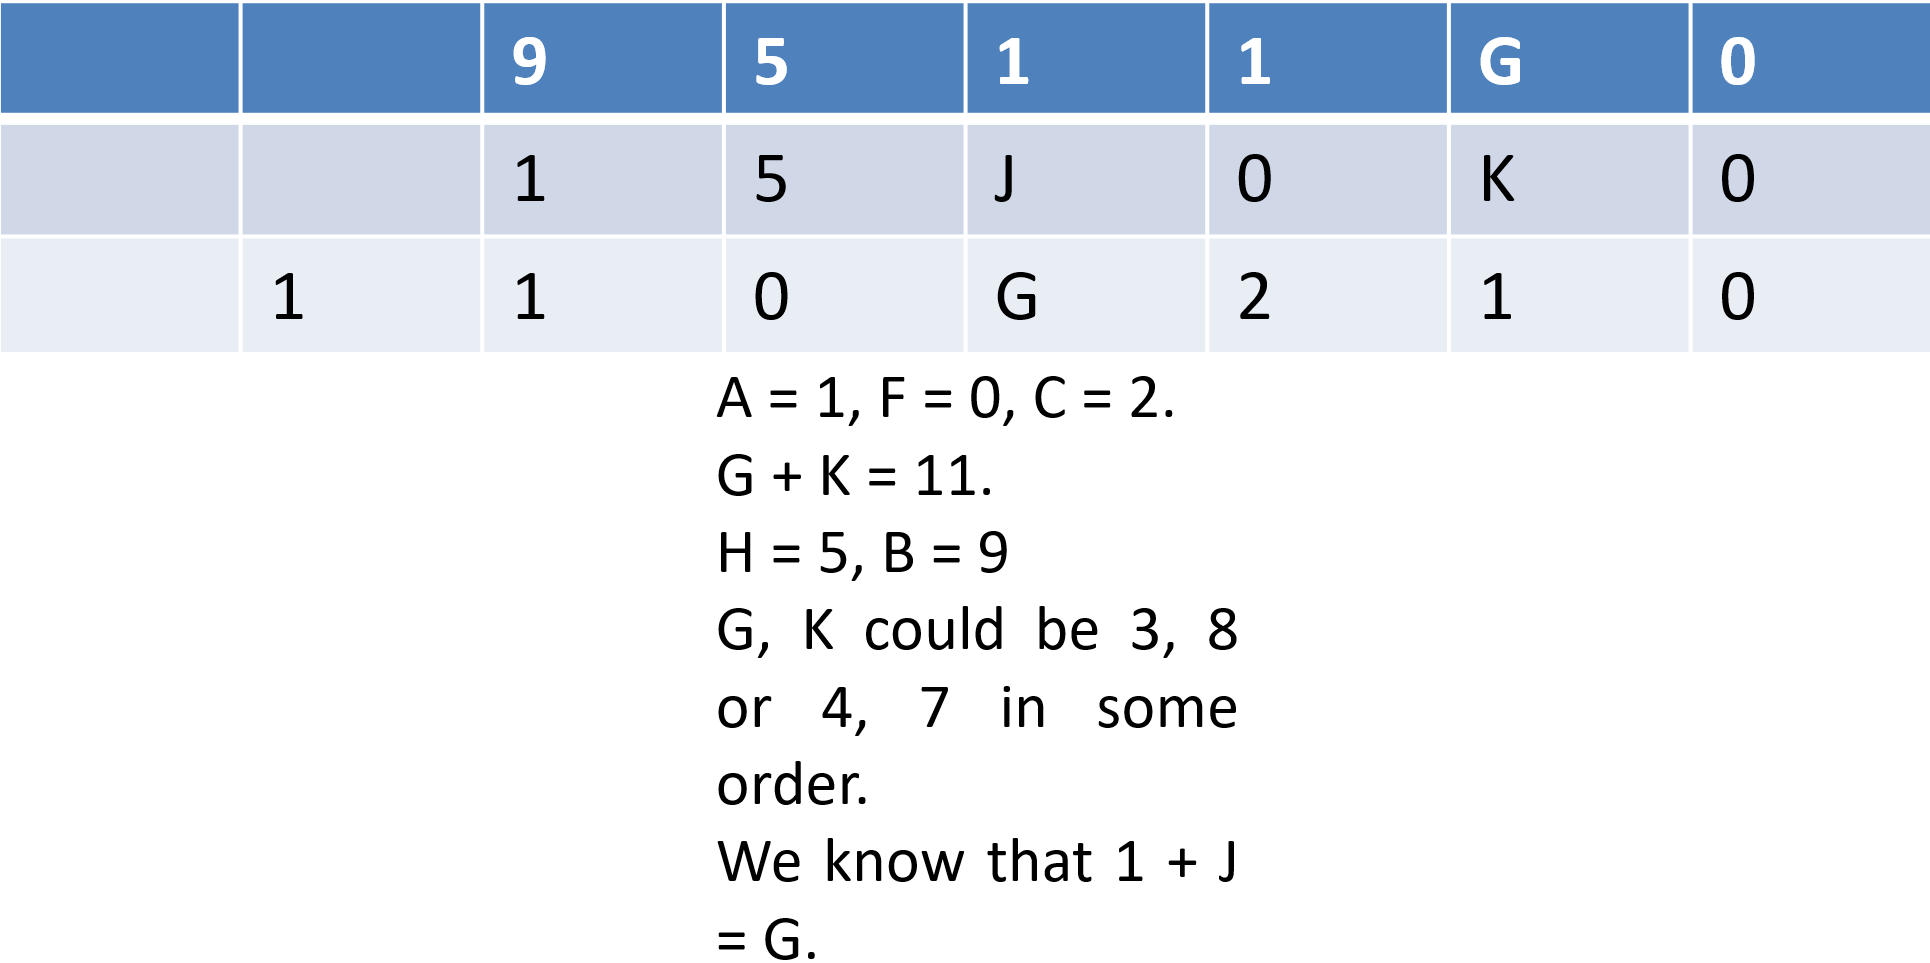 9 5 1 1 G 0
1 5 J 0 K 0
1 1 0 G 2 1 0
A = 1, F = 0, C = 2.
G + K = 11.
H = 5, B = 9
G, K could be 3, 8
or 4, 7 in some
order.
We know that 1 + J
= G.